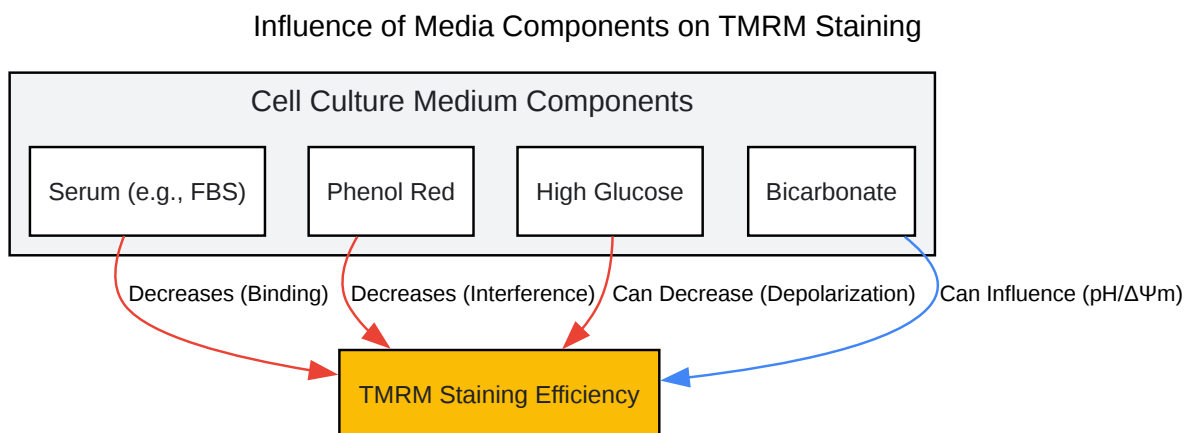 Influence of Media Components on TMRM Staining
Cell Culture Medium Components
Serum (e.g., FBS)
Phenol Red
High Glucose
Bicarbonate
Decreases (Binding)
Decreases (Interference)
Can Decrease (Depolarization)
Can Influence (pH/ΔΨm)
TMRM Staining Efficiency